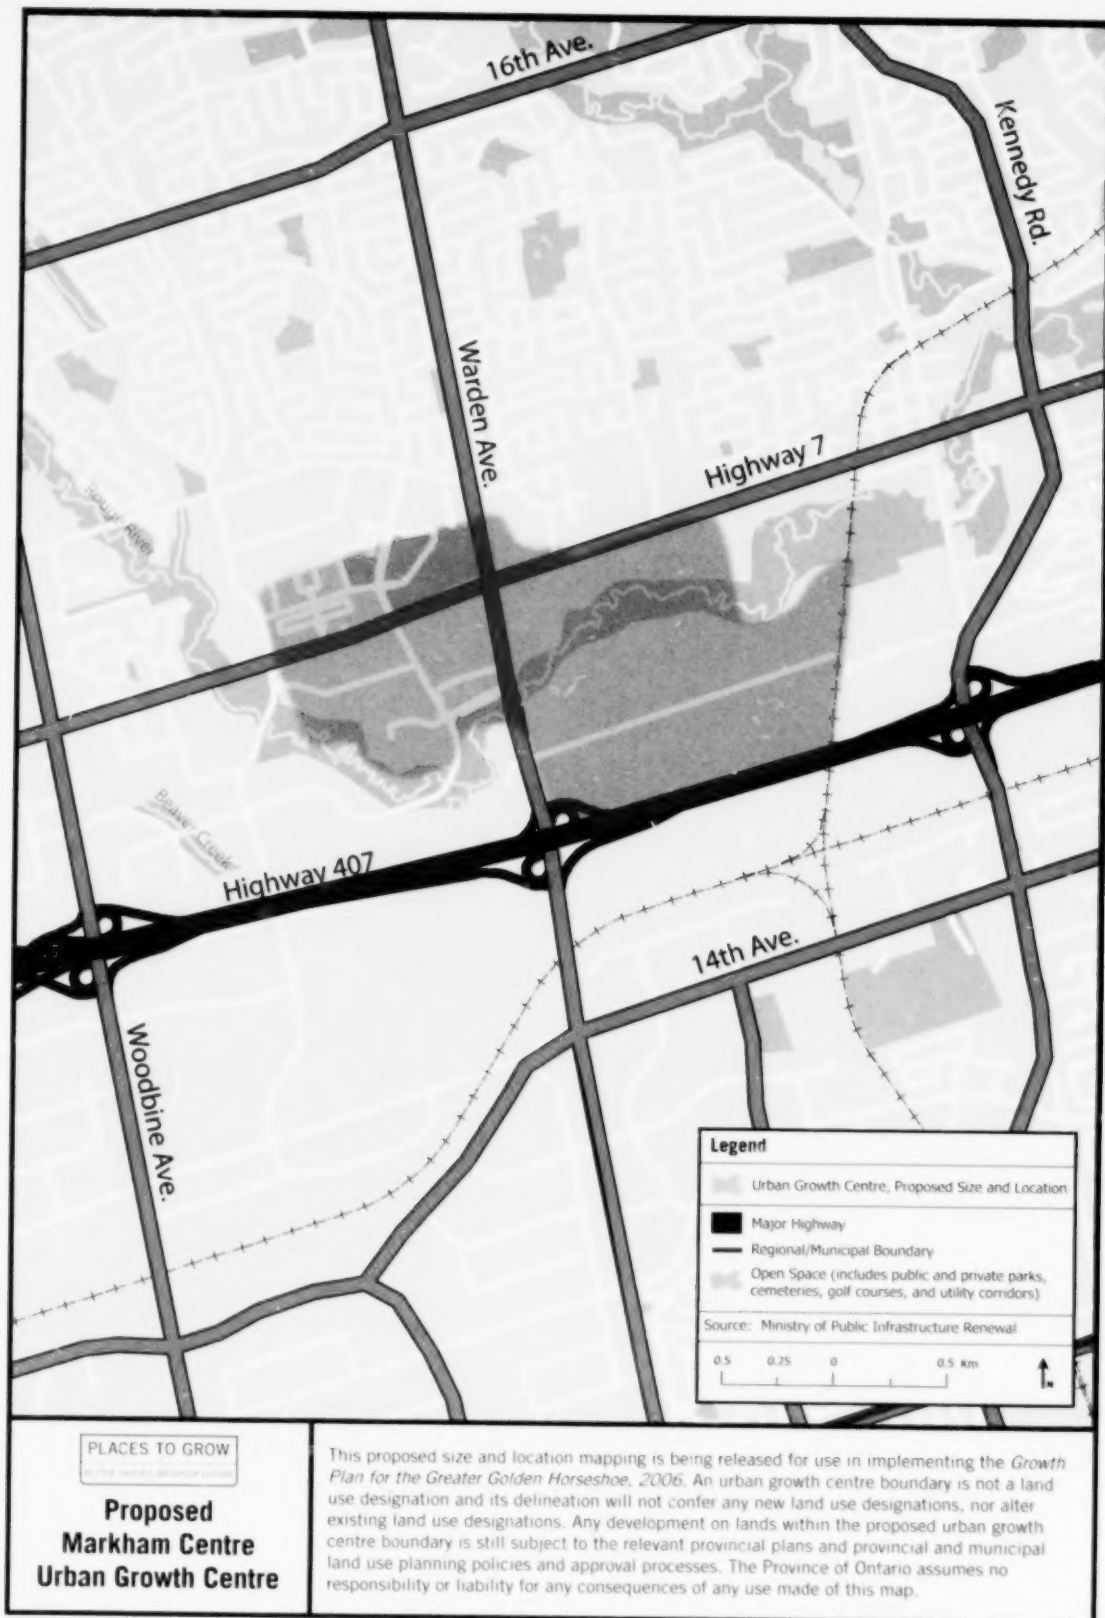 16th Ave.
Kennedy Rd.
Warden Ave.
Highway 7
Rouge River
Beaver Creek
Highway 407
14th Ave.
Woodbine Ave.
Legend
Urban Growth Centre, Proposed Size and Location
Major Highway
Regional/Municipal Boundary
Open Space (includes public and private parks,
cemeteries, golf courses, and utility corridors)
Source: Ministry of Public Infrastructure Renewal
0.5 0.25 0 0.5 Km
N
PLACES TO GROW
Proposed
Markham Centre
Urban Growth Centre
This proposed size and location mapping is being released for use in implementing the Growth
Plan for the Greater Golden Horseshoe, 2006. An urban growth centre boundary is not a land
use designation and its delineation will not confer any new land use designations, nor alter
existing land use designations. Any development on lands within the proposed urban growth
centre boundary is still subject to the relevant provincial plans and provincial and municipal
land use planning policies and approval processes. The Province of Ontario assumes no
responsibility or liability for any consequences of any use made of this map.